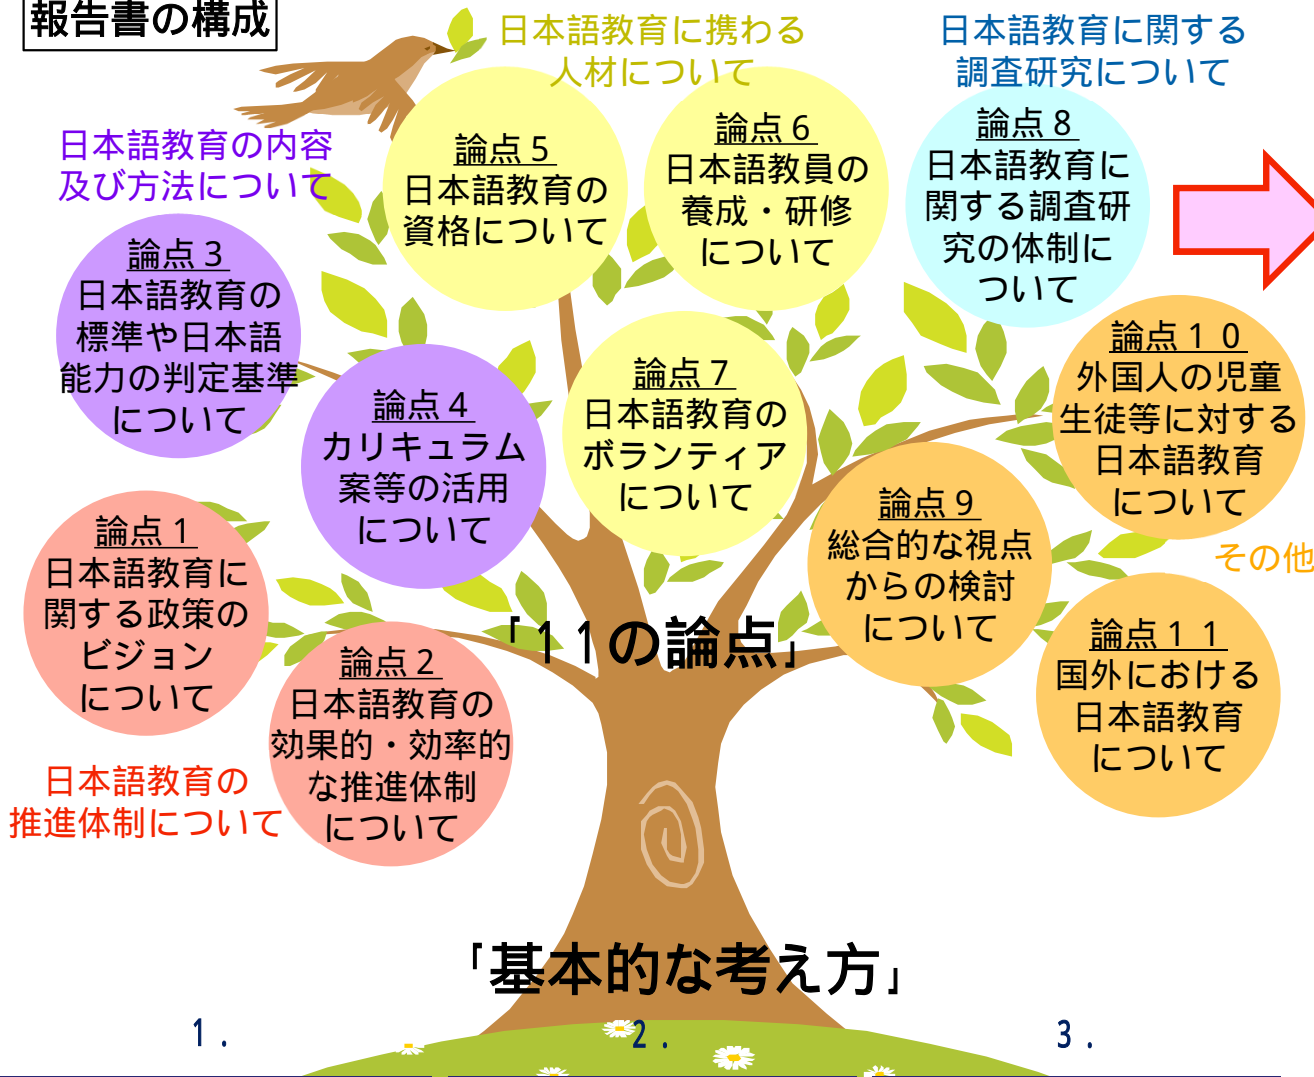 報告書の構成
日本語教育に携わる
人材について
日本語教育に関する
調査研究について
日本語教育の内容
及び方法について
論点５
日本語教育の
資格について
論点６
日本語教員の
養成・研修
について
論点８
日本語教育に
関する調査研
究の体制に
ついて
論点３
日本語教育の
標準や日本語
能力の判定基準
について
論点４
カリキュラム
案等の活用
について
論点７
日本語教育の
ボランティア
について
論点１０
外国人の児童
生徒等に対する
日本語教育
について
論点９
総合的な視点
からの検討
について
その他
論点１
日本語教育に
関する政策の
ビジョン
について
論点２
日本語教育の
効果的・効率的
な推進体制
について
「１１の論点」
論点１１
国外における
日本語教育
について
日本語教育の
推進体制について
「基本的な考え方」
１．
２．
３．